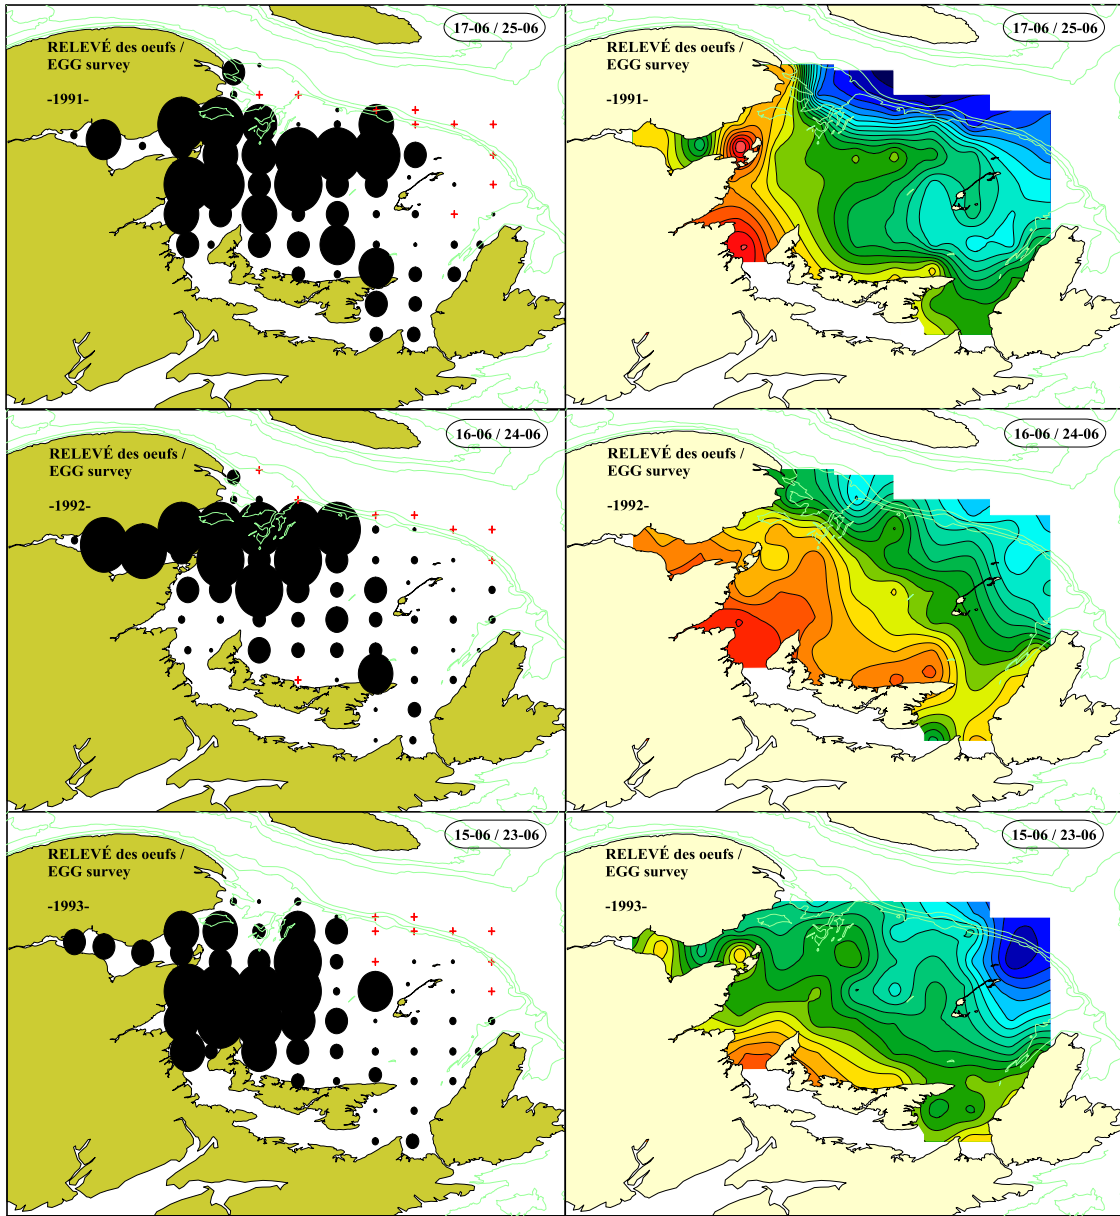 17-06 / 25-06
RELEVÉ des oeufs /
EGG survey
-1991-
17-06 / 25-06
RELEVÉ des oeufs /
EGG survey
-1991-
16-06 / 24-06
RELEVÉ des oeufs /
EGG survey
-1992-
16-06 / 24-06
RELEVÉ des oeufs /
EGG survey
-1992-
15-06 / 23-06
RELEVÉ des oeufs /
EGG survey
-1993-
15-06 / 23-06
RELEVÉ des oeufs /
EGG survey
-1993-